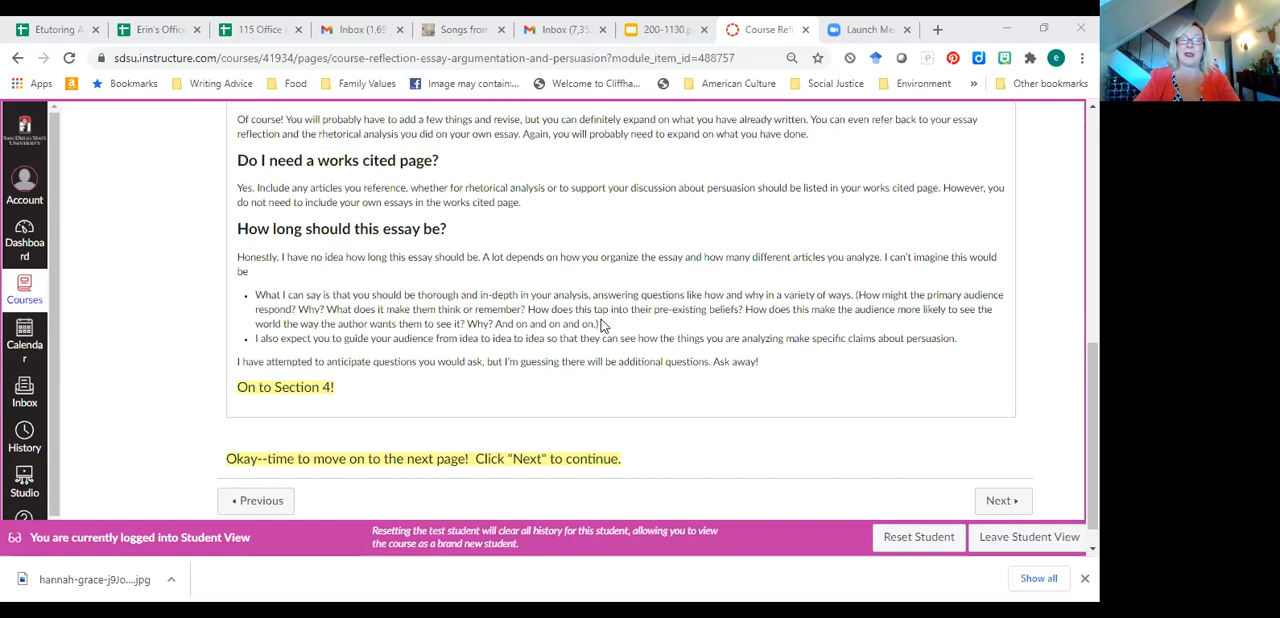 Etutoring A
Erin's Office
115 Office
Inbox (1,69
Songs from
Inbox (7,35
200-1130.p
Course Refl
Launch Me
sdsu.instructure.com/courses/41934/pages/course-reflection-essay-argumentation-and-persuasion?module_item_id=488757
e
Apps
Bookmarks
Writing Advice
Food
Family Values
Image may contain:...
Welcome to Cliffha...
American Culture
Social Justice
Environment
»
Other bookmarks
SAN DIEGO STATE
UNIVERSITY
Account
Dashboa
rd
Courses
Calenda
r
Inbox
History
Studio
Of course! You will probably have to add a few things and revise, but you can definitely expand on what you have already written. You can even refer back to your essay
reflection and the rhetorical analysis you did on your own essay. Again, you will probably need to expand on what you have done.
Do I need a works cited page?
Yes. Include any articles you reference, whether for rhetorical analysis or to support your discussion about persuasion should be listed in your works cited page. However, you
do not need to include your own essays in the works cited page.
How long should this essay be?
Honestly, I have no idea how long this essay should be. A lot depends on how you organize the essay and how many different articles you analyze. I can't imagine this would
be
• What I can say is that you should be thorough and in-depth in your analysis, answering questions like how and why in a variety of ways. (How might the primary audience
respond? Why? What does it make them think or remember? How does this tap into their pre-existing beliefs? How does this make the audience more likely to see the
world the way the author wants them to see it? Why? And on and on and on.)
• I also expect you to guide your audience from idea to idea to idea so that they can see how the things you are analyzing make specific claims about persuasion.
I have attempted to anticipate questions you would ask, but I'm guessing there will be additional questions. Ask away!
On to Section 4!
Okay--time to move on to the next page! Click "Next" to continue.
◂ Previous
Next ▸
You are currently logged into Student View
Resetting the test student will clear all history for this student, allowing you to view
the course as a brand new student.
Reset Student
Leave Student View
hannah-grace-j9Jo....jpg
Show all